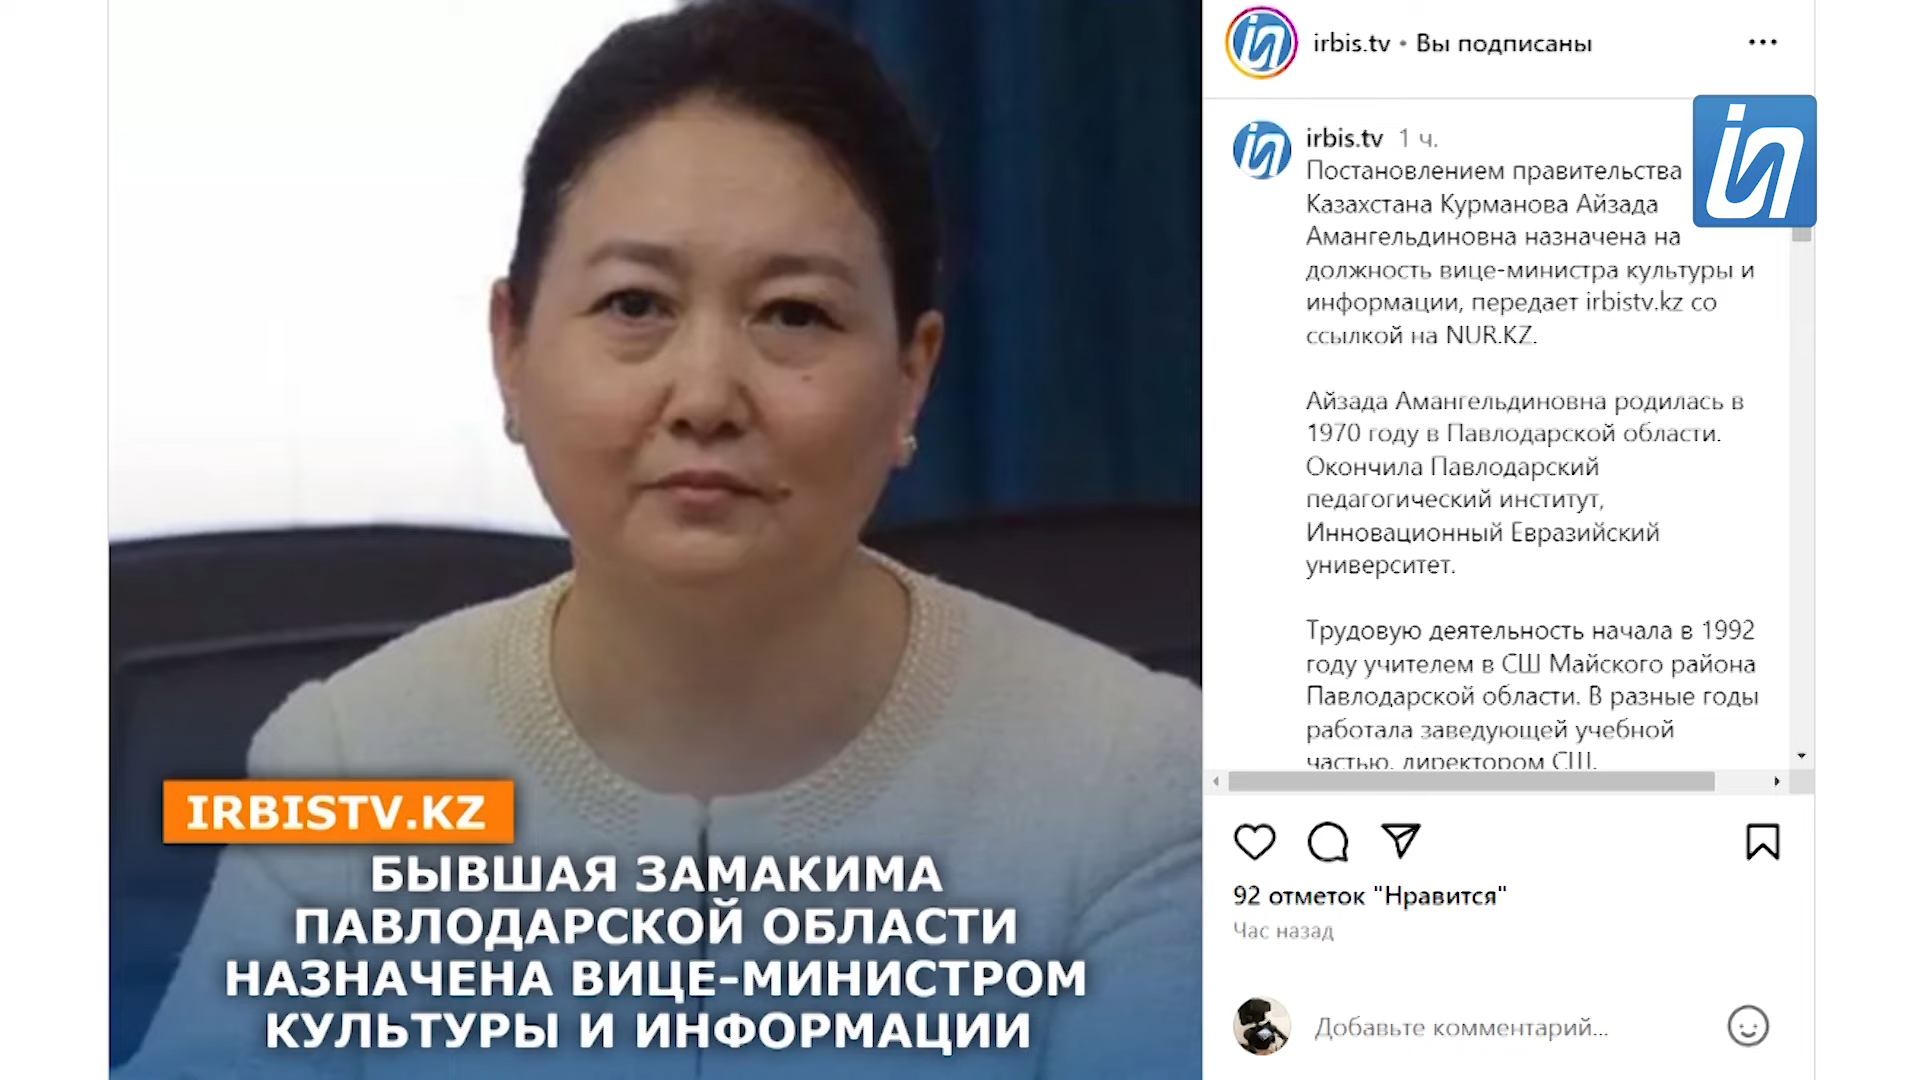 irbis.tv • Вы подписаны
irbis.tv 1 ч.
Постановлением правительства
Казахстана Курманова Айзада
Амангельдиновна назначена на
должность вице-министра культуры и
информации, передает irbistv.kz со
ссылкой на NUR.KZ.
Айзада Амангельдиновна родилась в
1970 году в Павлодарской области.
Окончила Павлодарский
педагогический институт,
Инновационный Евразийский
университет.
Трудовую деятельность начала в 1992
году учителем в СШ Майского района
Павлодарской области. В разные годы
работала заведующей учебной
частью, директором СШ.
92 отметок "Нравится"
Час назад
Добавьте комментарий...
IRBISTV.KZ
БЫВШАЯ ЗАМАКИМА
ПАВЛОДАРСКОЙ ОБЛАСТИ
НАЗНАЧЕНА ВИЦЕ-МИНИСТРОМ
КУЛЬТУРЫ И ИНФОРМАЦИИ